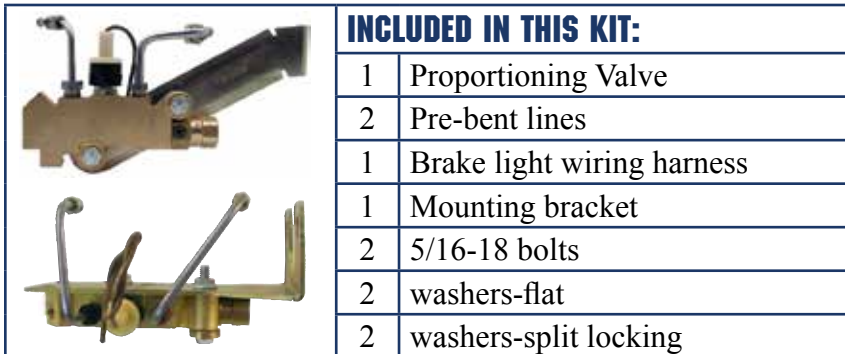 INCLUDED IN THIS KIT:
1 Proportioning Valve
2 Pre-bent lines
1 Brake light wiring harness
1 Mounting bracket
2 5/16-18 bolts
2 washers-flat
2 washers-split locking